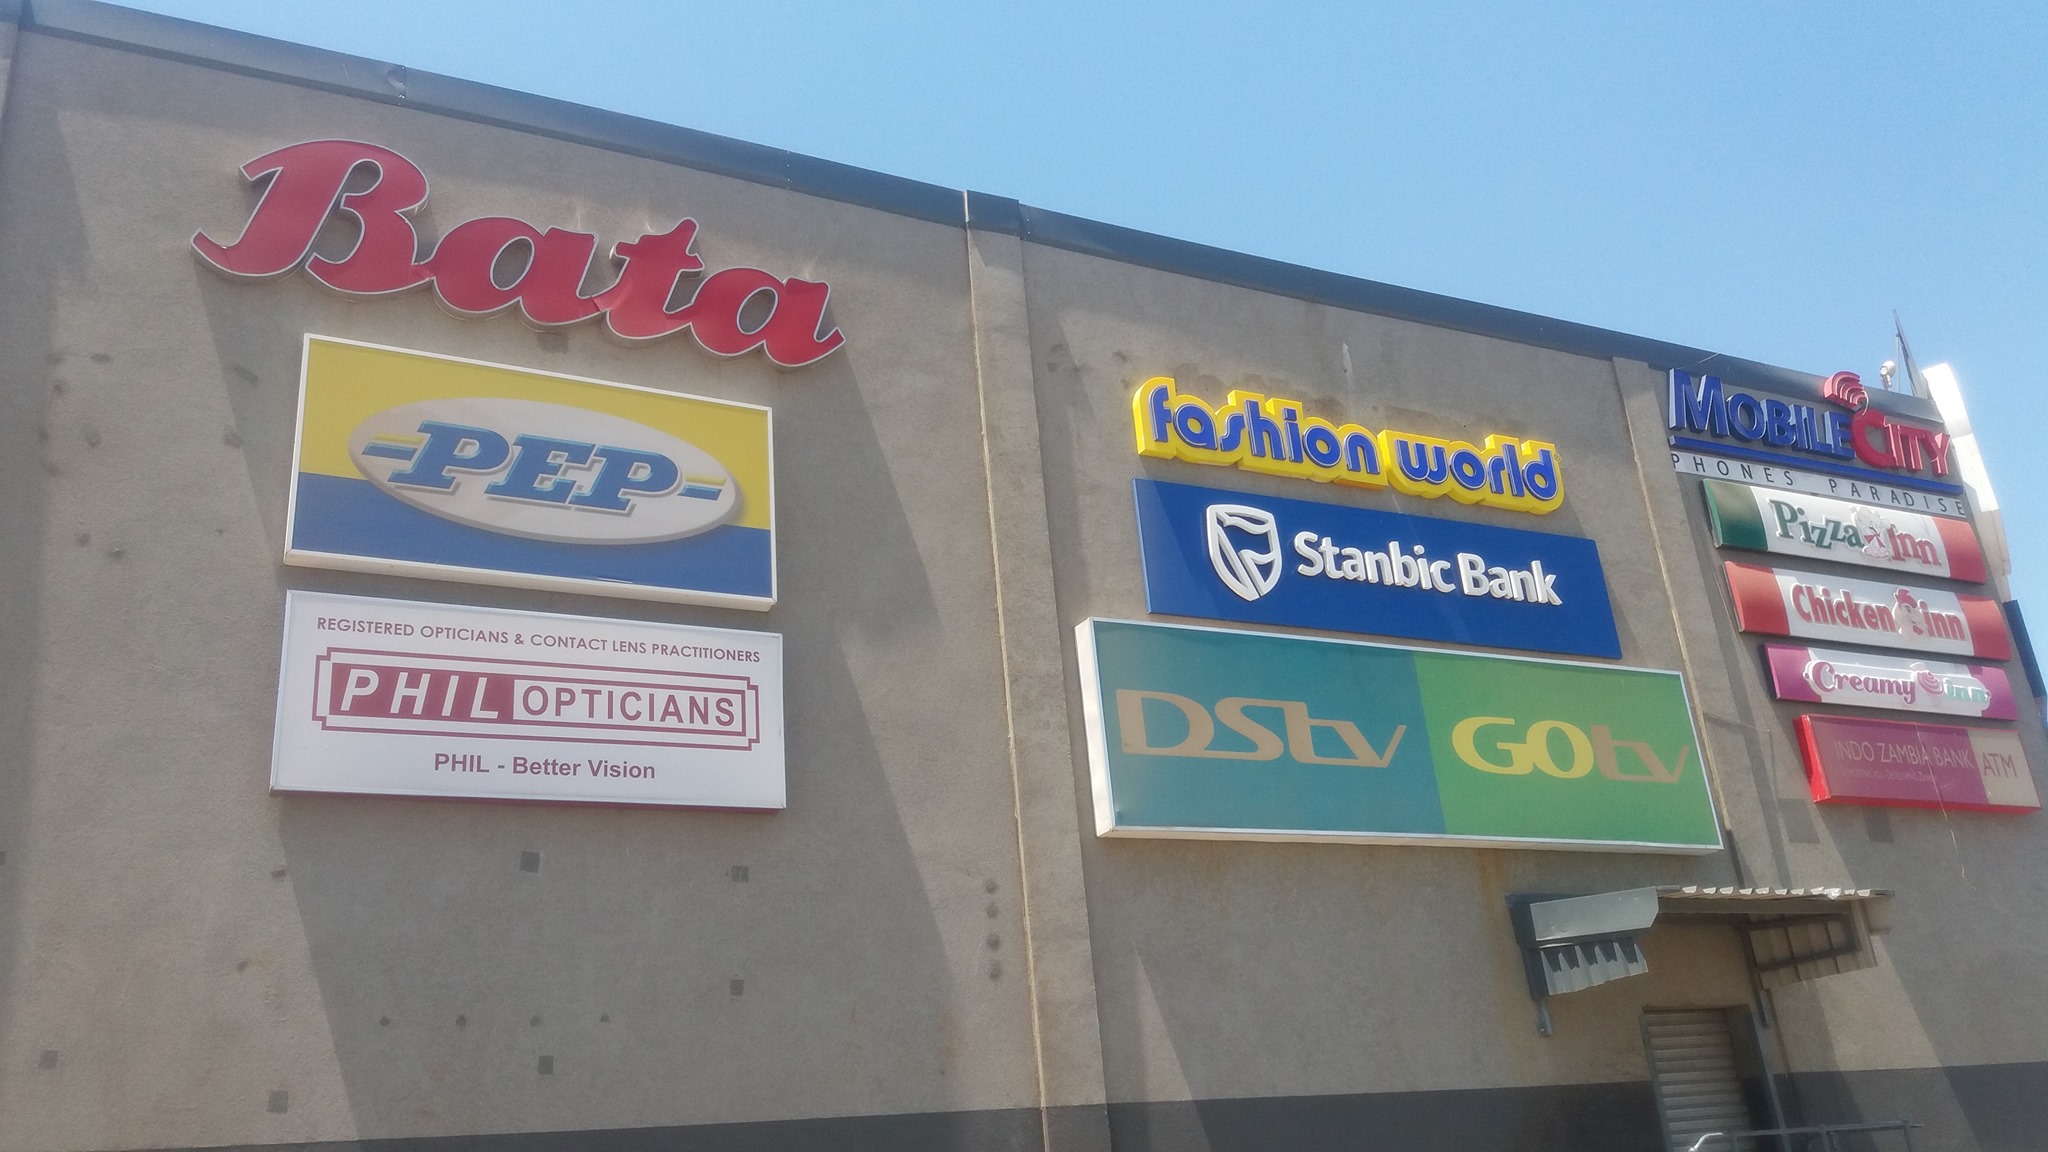 Bata
PEP
REGISTERED OPTICIANS & CONTACT LENS PRACTITIONERS
PHIL OPTICIANS
PHIL - Better Vision
fashion world
Stanbic Bank
DStv GOtv
MOBILE CITY
PHONES PARADISE
Pizza inn
Chicken inn
Creamy inn
INDO ZAMBIA BANK ATM